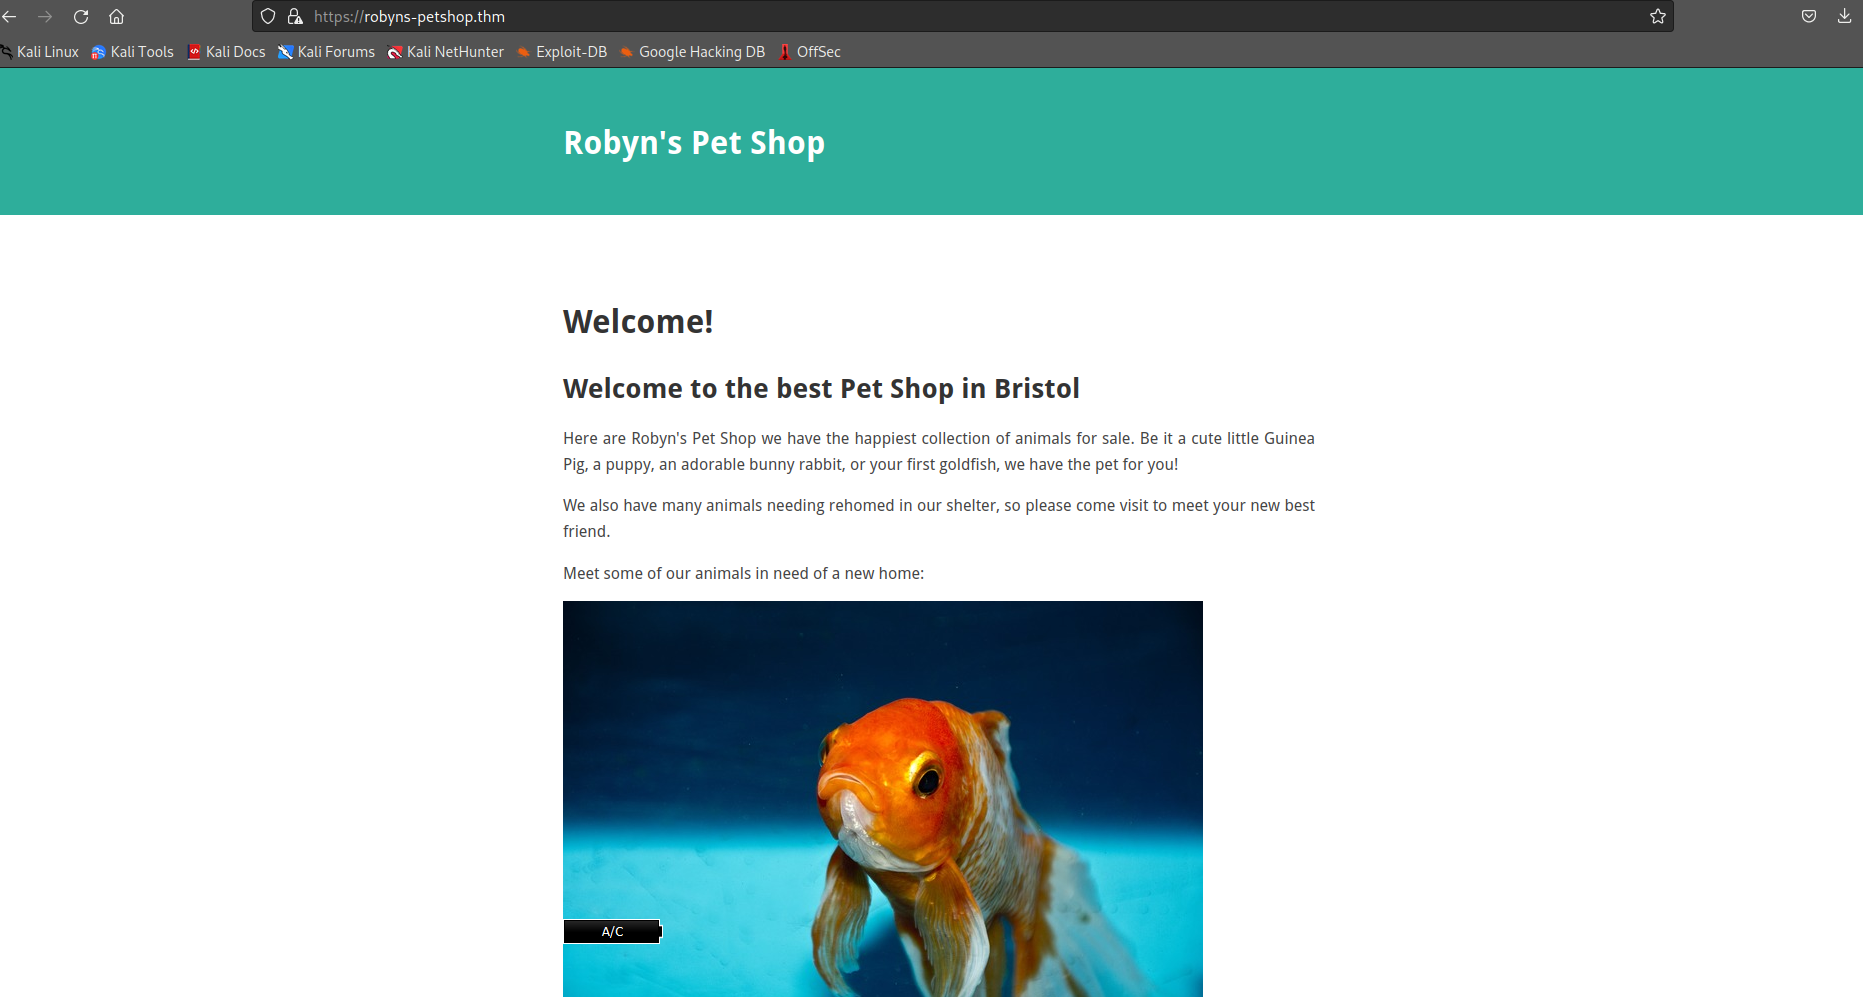 https://robyns-petshop.thm
Kali Linux Kali Tools Kali Docs Kali Forums Kali NetHunter Exploit-DB Google Hacking DB OffSec
Robyn's Pet Shop
Welcome!
Welcome to the best Pet Shop in Bristol
Here are Robyn's Pet Shop we have the happiest collection of animals for sale. Be it a cute little Guinea
Pig, a puppy, an adorable bunny rabbit, or your first goldfish, we have the pet for you!
We also have many animals needing rehomed in our shelter, so please come visit to meet your new best
friend.
Meet some of our animals in need of a new home:
A/C